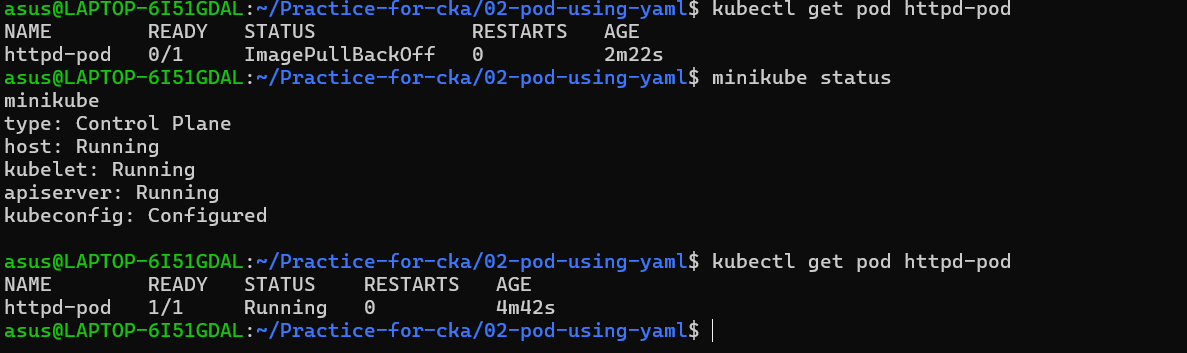 asus@LAPTOP-6I51GDAL:~/Practice-for-cka/02-pod-using-yaml$ kubectl get pod httpd-pod
NAME        READY   STATUS             RESTARTS   AGE
httpd-pod   0/1     ImagePullBackOff   0          2m22s
asus@LAPTOP-6I51GDAL:~/Practice-for-cka/02-pod-using-yaml$ minikube status
minikube
type: Control Plane
host: Running
kubelet: Running
apiserver: Running
kubeconfig: Configured

asus@LAPTOP-6I51GDAL:~/Practice-for-cka/02-pod-using-yaml$ kubectl get pod httpd-pod
NAME        READY   STATUS    RESTARTS   AGE
httpd-pod   1/1     Running   0          4m42s
asus@LAPTOP-6I51GDAL:~/Practice-for-cka/02-pod-using-yaml$